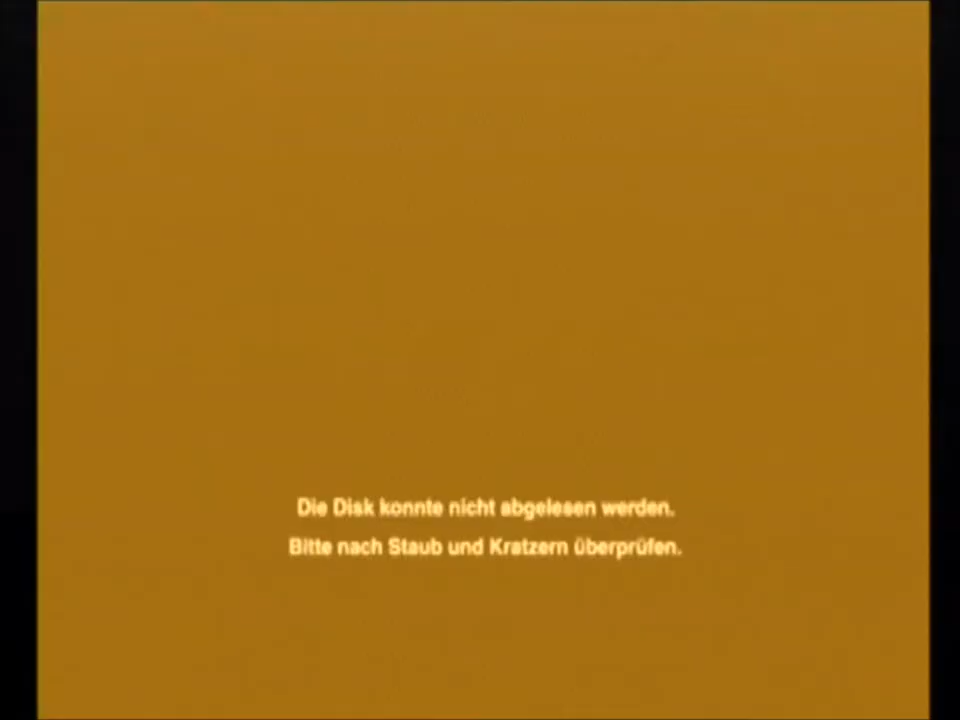 Die Disk konnte nicht abgelesen werden.
Bitte nach Staub und Kratzern überprüfen.